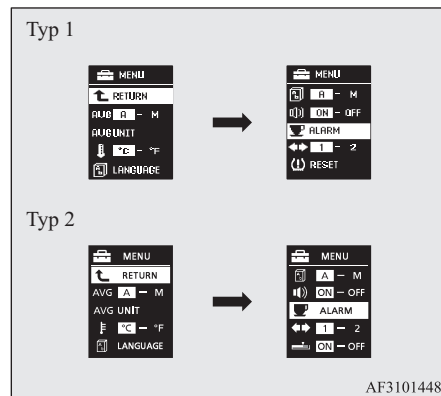 Typ 1
MENU
RETURN
AVG A – M
AVG UNIT
°C – °F
LANGUAGE
MENU
A – M
ON – OFF
ALARM
1 – 2
(!) RESET
Typ 2
MENU
RETURN
AVG A – M
AVG UNIT
°C – °F
LANGUAGE
MENU
A – M
ON – OFF
ALARM
1 – 2
ON – OFF
AF3101448